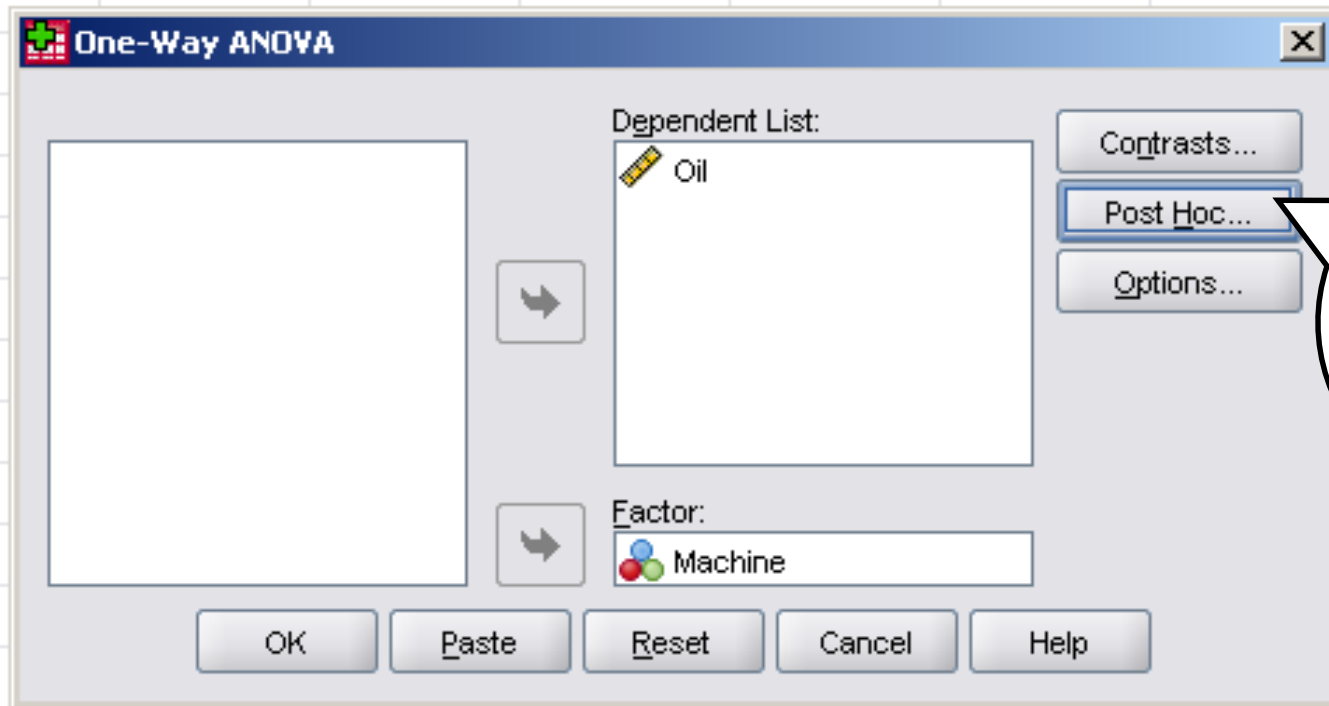 One-Way ANOVA
Dependent List:
Oil
Contrasts...
Post Hoc...
Options...
Factor:
Machine
OK
Paste
Reset
Cancel
Help